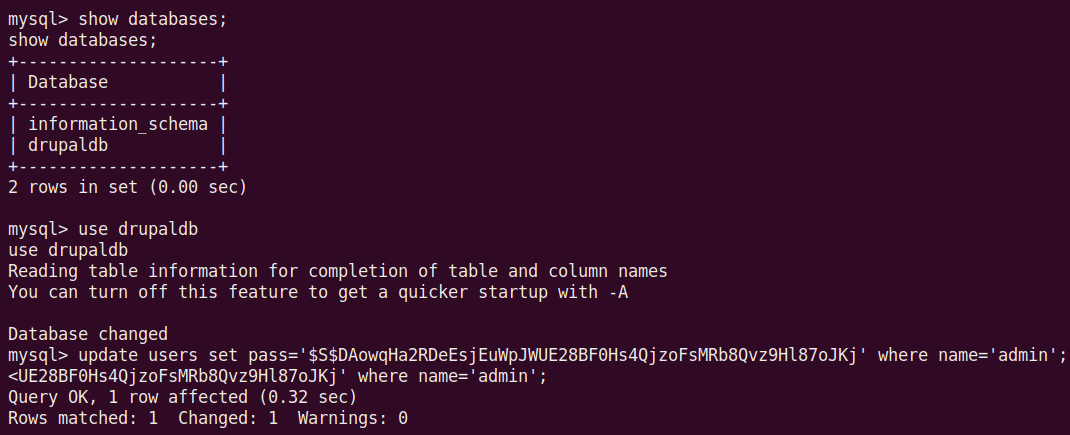 mysql> show databases;
show databases;
+--------------------+
| Database           |
+--------------------+
| information_schema |
| drupaldb           |
+--------------------+
2 rows in set (0.00 sec)

mysql> use drupaldb
use drupaldb
Reading table information for completion of table and column names
You can turn off this feature to get a quicker startup with -A

Database changed
mysql> update users set pass='$S$DAowqHa2RDeEsjEuWpJWUE28BF0Hs4QjzoFsMRb8Qvz9Hl87oJKj' where name='admin';
<UE28BF0Hs4QjzoFsMRb8Qvz9Hl87oJKj' where name='admin';
Query OK, 1 row affected (0.32 sec)
Rows matched: 1  Changed: 1  Warnings: 0